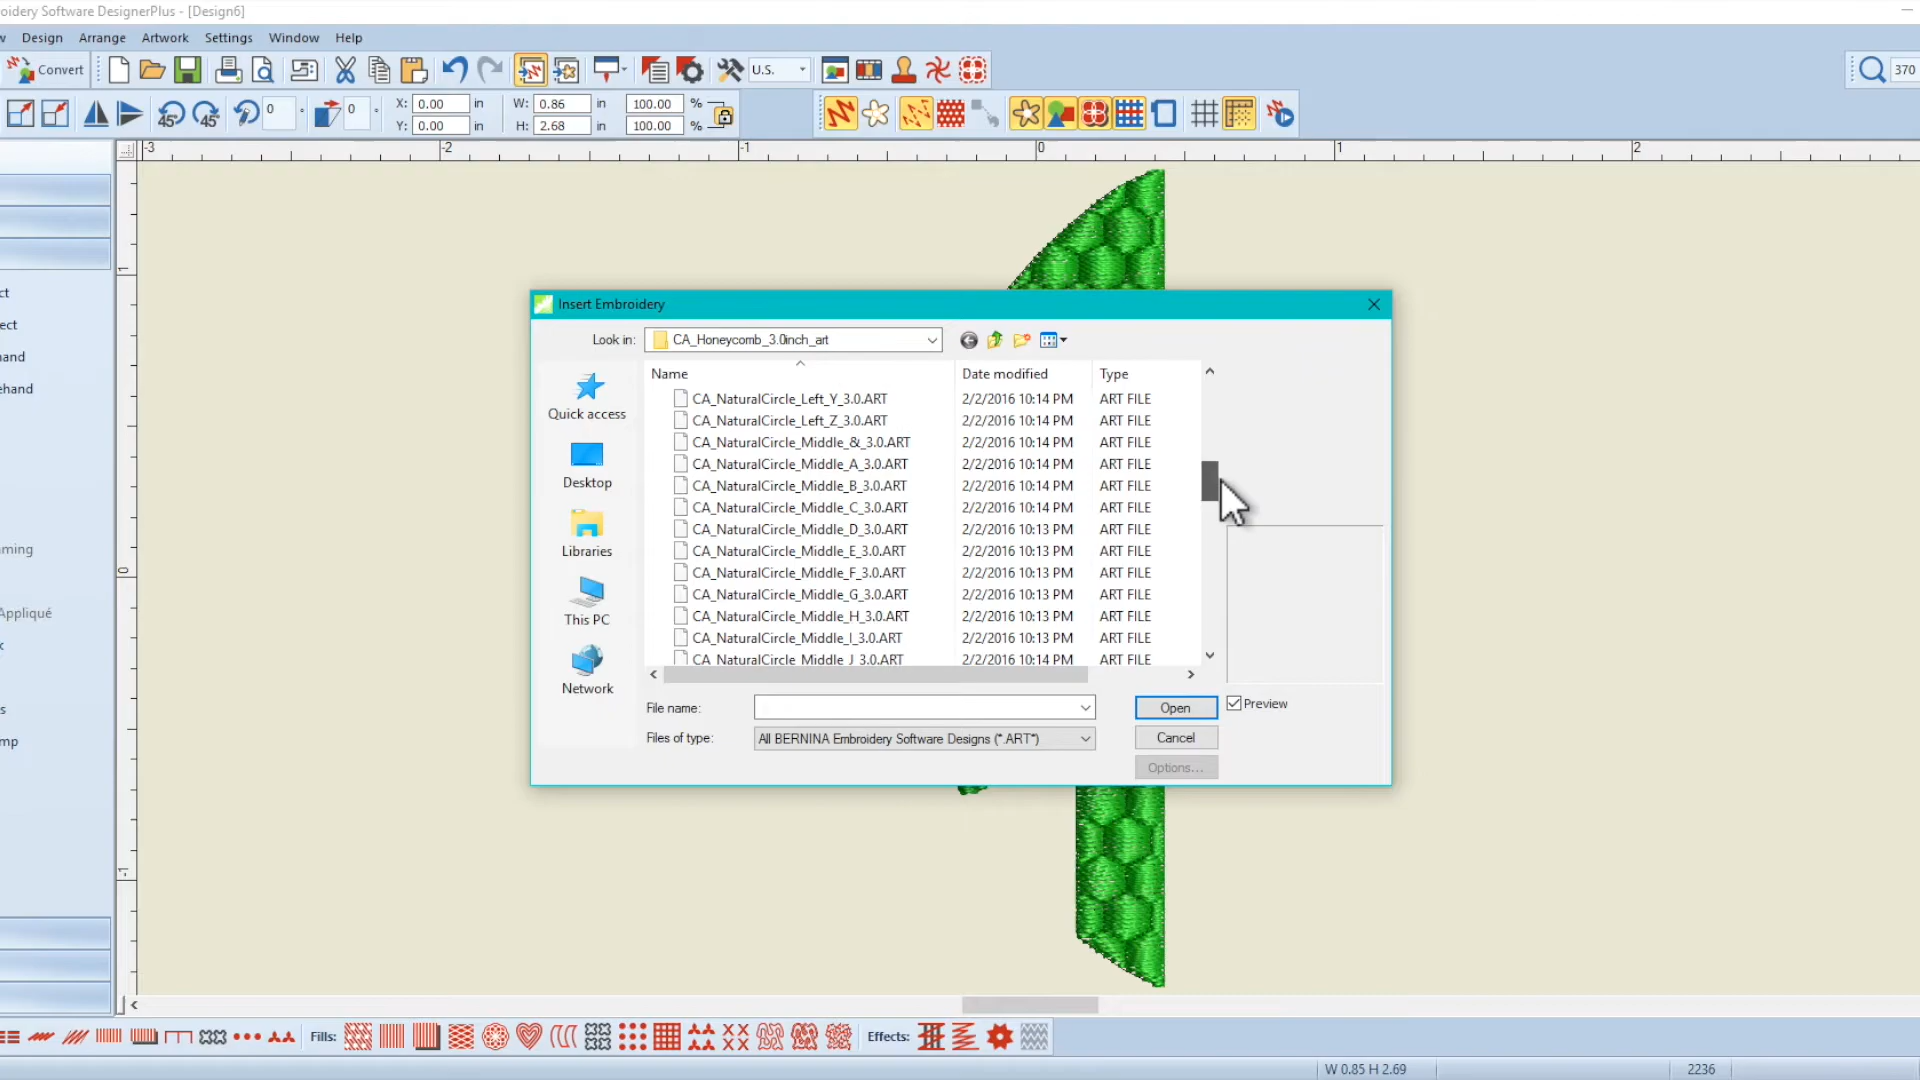 oidery Software DesignerPlus - [Design6]
w Design Arrange Artwork Settings Window Help
Convert U.S. 370
45° 45° 0 ° 0 ° X: 0.00 in W: 0.86 in 100.00 %
Y: 0.00 in H: 2.68 in 100.00 %
-3 -2 -1 0 1 2
1
0
-1
ct
ect
hand
ehand
ming
Appliqué
k
s
mp
Insert Embroidery
Look in: CA_Honeycomb_3.0inch_art
Name Date modified Type
CA_NaturalCircle_Left_Y_3.0.ART 2/2/2016 10:14 PM ART FILE
CA_NaturalCircle_Left_Z_3.0.ART 2/2/2016 10:14 PM ART FILE
CA_NaturalCircle_Middle_&_3.0.ART 2/2/2016 10:14 PM ART FILE
CA_NaturalCircle_Middle_A_3.0.ART 2/2/2016 10:14 PM ART FILE
CA_NaturalCircle_Middle_B_3.0.ART 2/2/2016 10:14 PM ART FILE
CA_NaturalCircle_Middle_C_3.0.ART 2/2/2016 10:14 PM ART FILE
CA_NaturalCircle_Middle_D_3.0.ART 2/2/2016 10:13 PM ART FILE
CA_NaturalCircle_Middle_E_3.0.ART 2/2/2016 10:13 PM ART FILE
CA_NaturalCircle_Middle_F_3.0.ART 2/2/2016 10:13 PM ART FILE
CA_NaturalCircle_Middle_G_3.0.ART 2/2/2016 10:13 PM ART FILE
CA_NaturalCircle_Middle_H_3.0.ART 2/2/2016 10:13 PM ART FILE
CA_NaturalCircle_Middle_I_3.0.ART 2/2/2016 10:13 PM ART FILE
CA_NaturalCircle_Middle_J_3.0.ART 2/2/2016 10:14 PM ART FILE
Quick access
Desktop
Libraries
This PC
Network
File name: Open Preview
Files of type: All BERNINA Embroidery Software Designs (*.ART*) Cancel
Options...
Fills: Effects:
W 0.85 H 2.69 2236